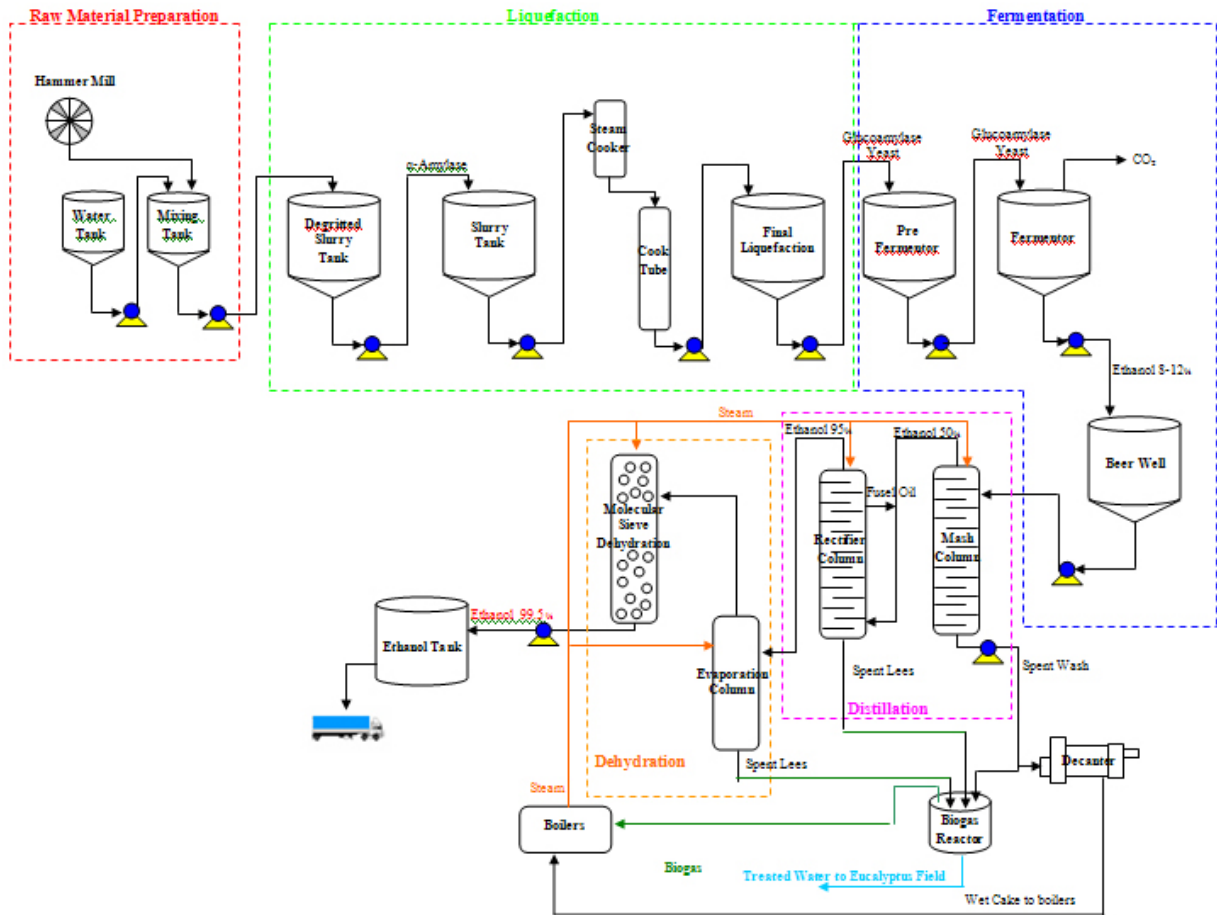 Raw Material Preparation
Liquefaction
Fermentation
Hammer Mill
Water
Tank
Mixing
Tank
Degritted
Slurry
Tank
α-Amylase
Slurry
Tank
Steam
Cooker
Cook
Tube
Final
Liquefaction
Glucoamylase
Yeast
Pre
Fermentor
Glucoamylase
Yeast
Fermentor
CO₂
Ethanol 8-12%
Beer Well
Steam
Ethanol 95%
Ethanol 50%
Fusel Oil
Molecular
Sieve
Dehydration
Rectifier
Column
Mash
Column
Ethanol 99.5%
Ethanol Tank
Evaporation
Column
Spent Lees
Spent Wash
Distillation
Dehydration
Spent Lees
Decanter
Steam
Boilers
Biogas
Reactor
Biogas
Treated Water to Eucalyptus Field
Wet Cake to boilers